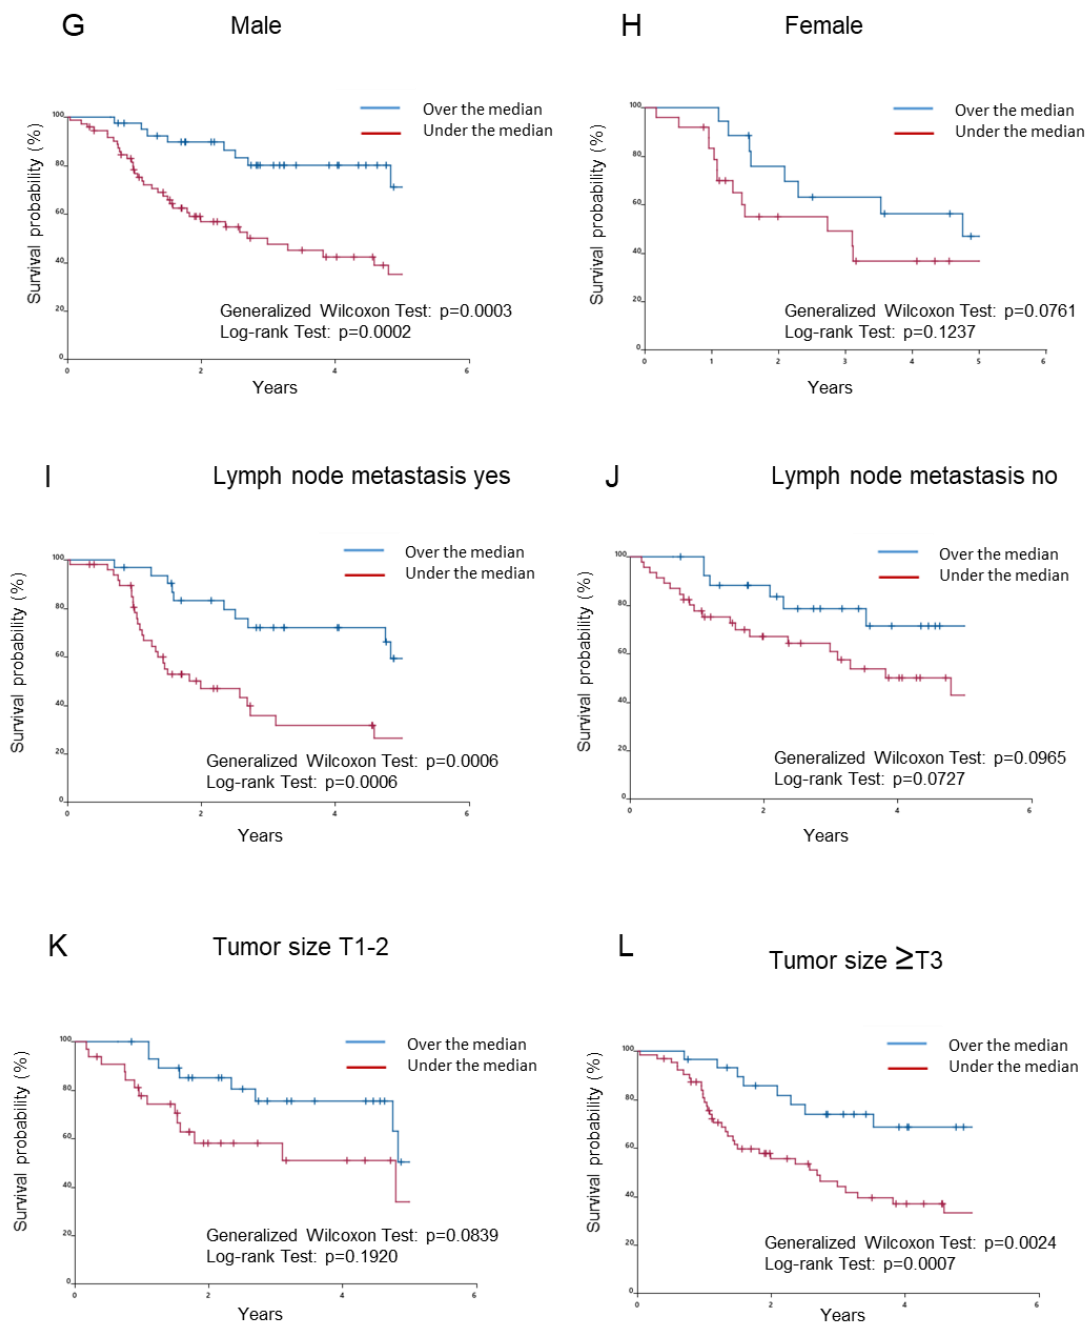 G Male
Over the median
Under the median
Survival probability (%)
100
80
60
40
20
0
0 2 4 6
Generalized Wilcoxon Test: p=0.0003
Log-rank Test: p=0.0002
Years
H Female
Over the median
Under the median
Survival probability (%)
100
80
60
40
20
0
0 1 2 3 4 5 6
Generalized Wilcoxon Test: p=0.0761
Log-rank Test: p=0.1237
Years
I Lymph node metastasis yes
Over the median
Under the median
Survival probability (%)
100
80
60
40
20
0
0 2 4 6
Generalized Wilcoxon Test: p=0.0006
Log-rank Test: p=0.0006
Years
J Lymph node metastasis no
Over the median
Under the median
Survival probability (%)
100
80
60
40
20
0
0 2 4 6
Generalized Wilcoxon Test: p=0.0965
Log-rank Test: p=0.0727
Years
K Tumor size T1-2
Over the median
Under the median
Survival probability (%)
100
80
60
40
20
0
0 2 4 6
Generalized Wilcoxon Test: p=0.0839
Log-rank Test: p=0.1920
Years
L Tumor size ≥T3
Over the median
Under the median
Survival probability (%)
100
80
60
40
20
0
0 2 4 6
Generalized Wilcoxon Test: p=0.0024
Log-rank Test: p=0.0007
Years